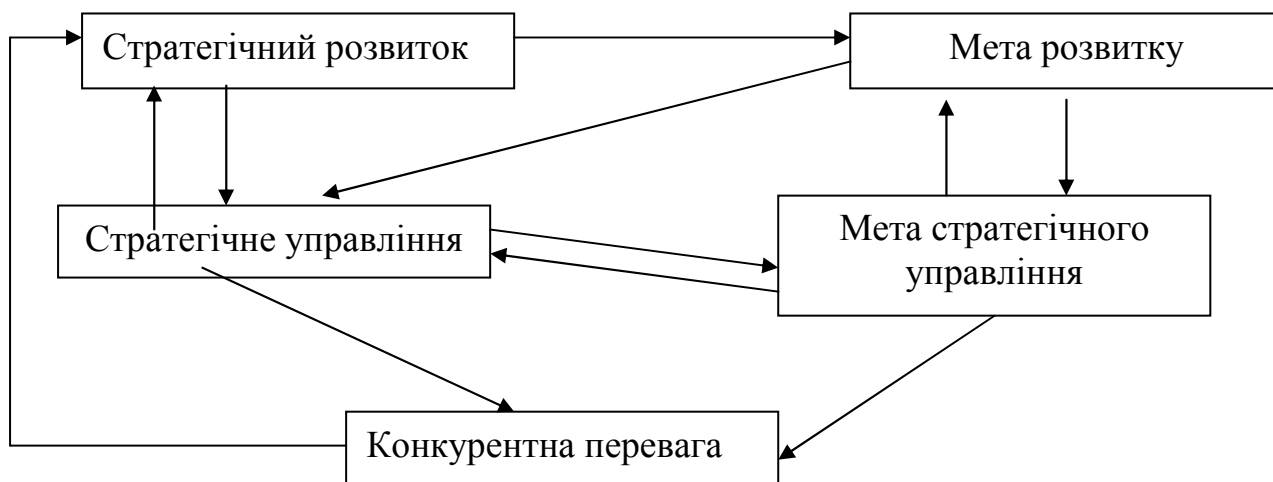 Стратегічний розвиток
Мета розвитку
Стратегічне управління
Мета стратегічного
управління
Конкурентна перевага